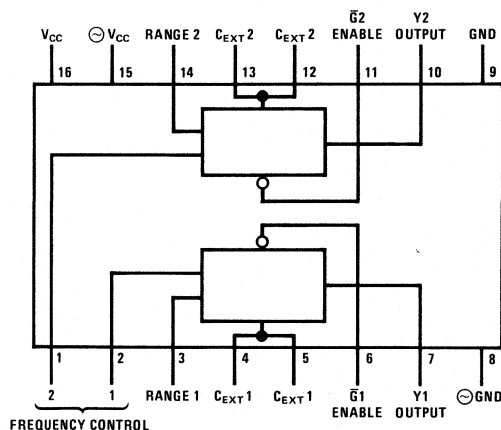 VCC ~VCC RANGE 2 CEXT2 CEXT2 G̅2 ENABLE Y2 OUTPUT GND
16 15 14 13 12 11 10 9
1 2 3 4 5 6 7 8
2 1 RANGE 1 CEXT1 CEXT1 G̅1 ENABLE Y1 OUTPUT ~GND
FREQUENCY CONTROL